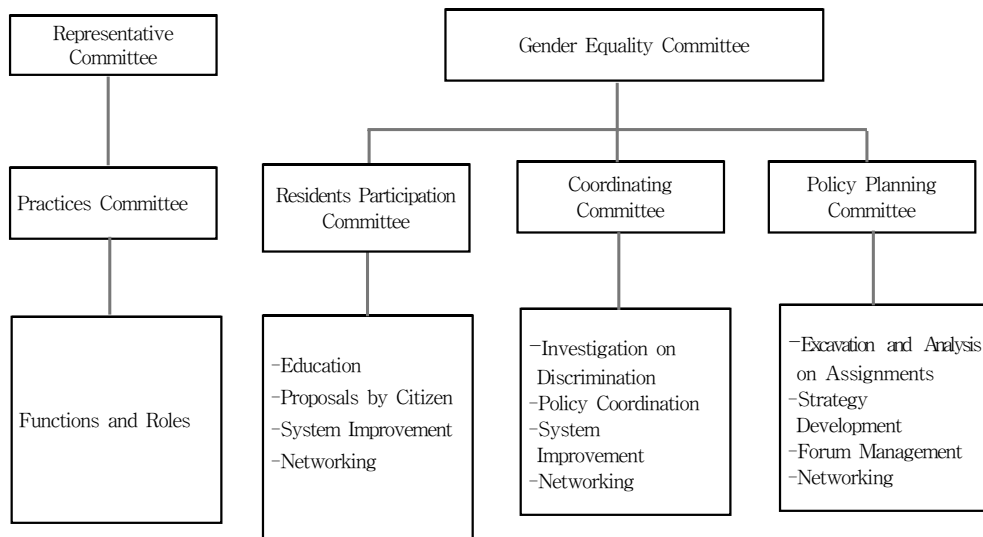 Representative
Committee
Gender Equality Committee
Practices Committee
Residents Participation
Committee
Coordinating
Committee
Policy Planning
Committee
Functions and Roles
-Education
-Proposals by Citizen
-System Improvement
-Networking
-Investigation on
Discrimination
-Policy Coordination
-System
Improvement
-Networking
-Excavation and Analysis
on Assignments
-Strategy
Development
-Forum Management
-Networking